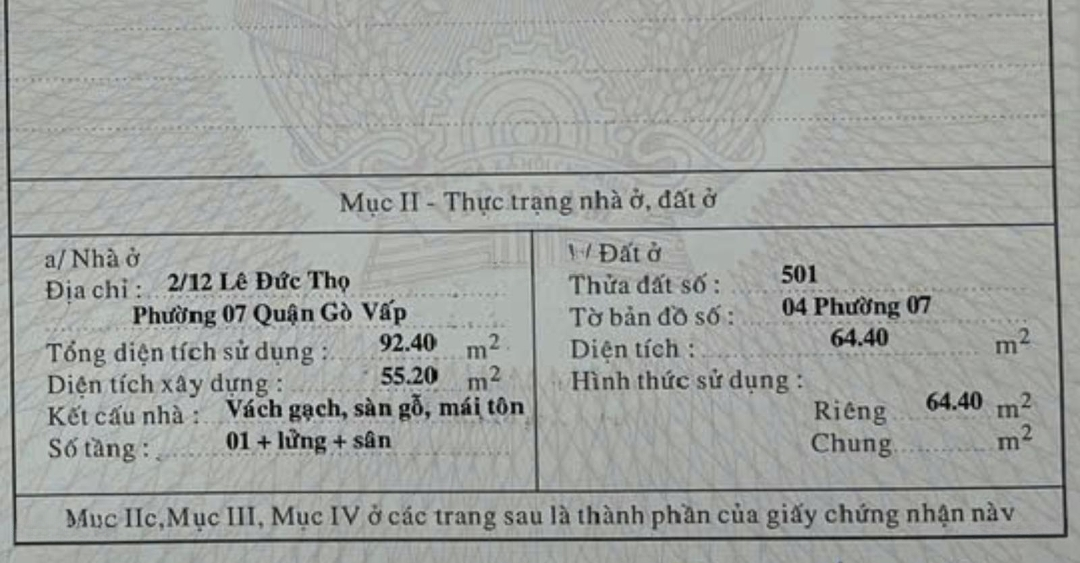 Mục II - Thực trạng nhà ở, đất ở
a/ Nhà ở
Địa chỉ : 2/12 Lê Đức Thọ
Phường 07 Quận Gò Vấp
Tổng diện tích sử dụng : 92.40 m²
Diện tích xây dựng : 55.20 m²
Kết cấu nhà : Vách gạch, sàn gỗ, mái tôn
Số tầng : 01 + lửng + sân
b/ Đất ở
Thửa đất số : 501
Tờ bản đồ số : 04 Phường 07
Diện tích : 64.40 m²
Hình thức sử dụng :
Riêng 64.40 m²
Chung m²
Mục IIc, Mục III, Mục IV ở các trang sau là thành phần của giấy chứng nhận này